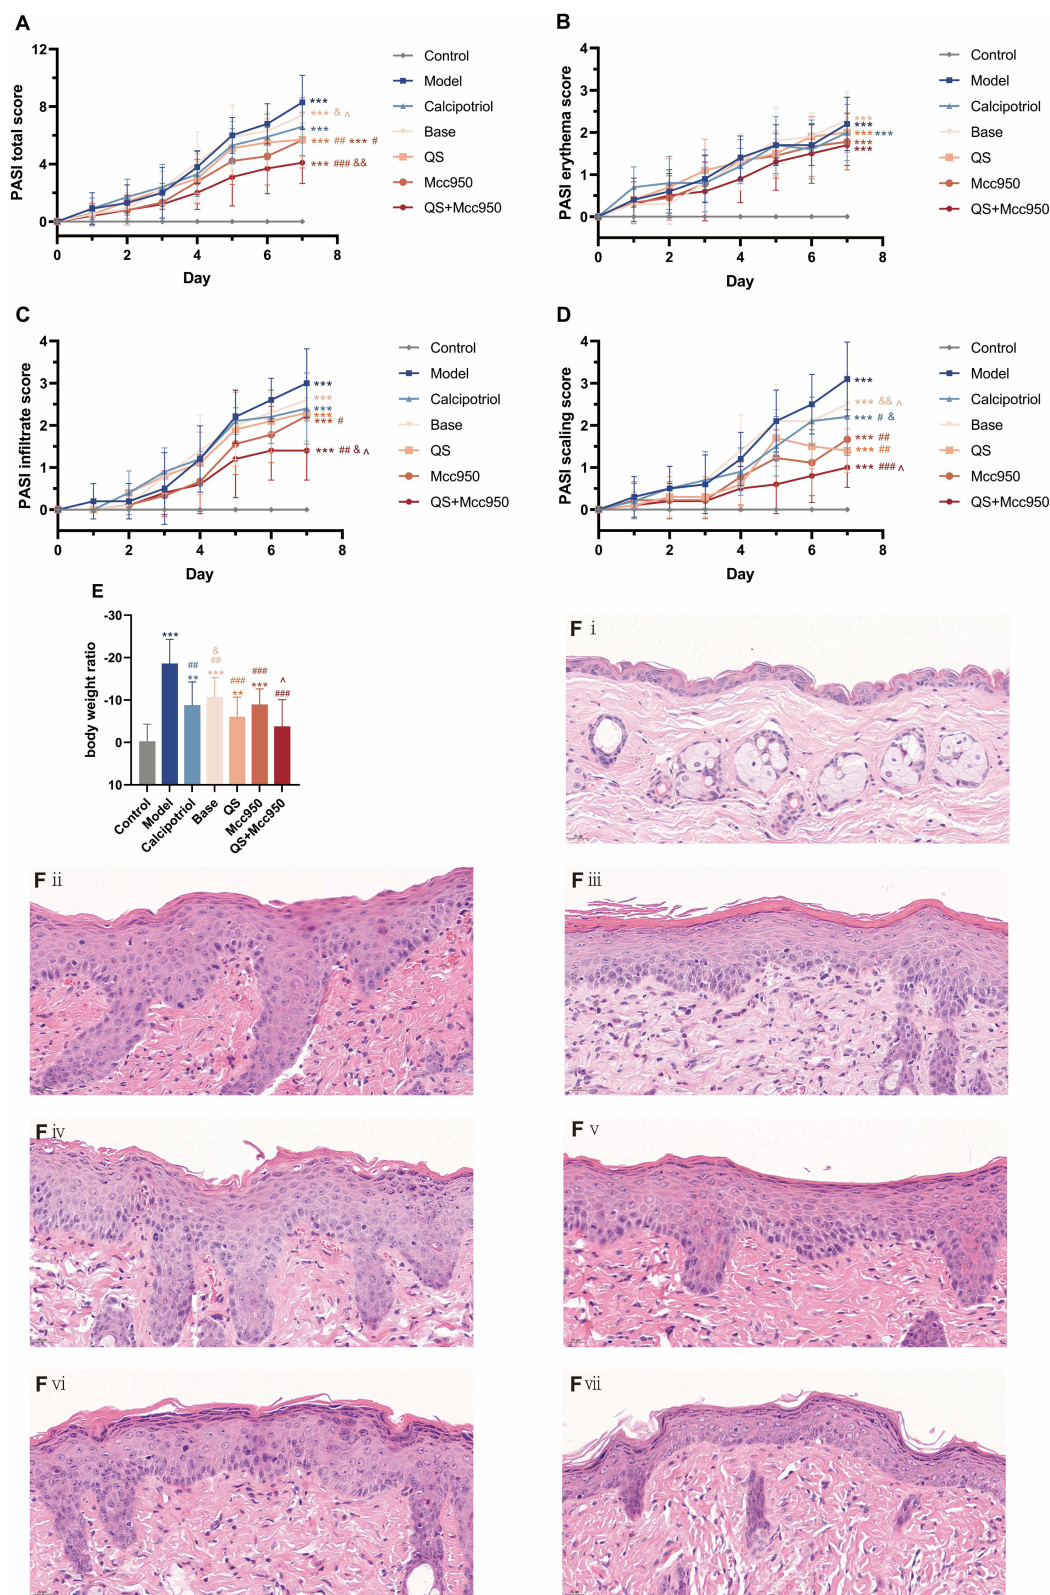 A
PASI total score
12
8
4
0
0 2 4 6 8
Day
*** 
*** & ^
***
*** ## *** #
*** ### &&
Control
Model
Calcipotriol
Base
QS
Mcc950
QS+Mcc950
B
PASI erythema score
4
3
2
1
0
0 2 4 6 8
Day
***
***
*** ***
***
***
Control
Model
Calcipotriol
Base
QS
Mcc950
QS+Mcc950
C
PASI infiltrate score
4
3
2
1
0
0 2 4 6 8
Day
***
***
***
***
*** #
*** ## & ^
Control
Model
Calcipotriol
Base
QS
Mcc950
QS+Mcc950
D
PASI scaling score
4
3
2
1
0
0 2 4 6 8
Day
***
*** && ^
*** # &
*** ##
*** ##
*** ### ^
Control
Model
Calcipotriol
Base
QS
Mcc950
QS+Mcc950
E
body weight ratio
-30
-20
-10
0
10
***
##
**
&
##
***
###
**
###
***
^
###
Control
Model
Calcipotriol
Base
QS
Mcc950
QS+Mcc950
F i
F ii
F iii
F iv
F v
F vi
F vii